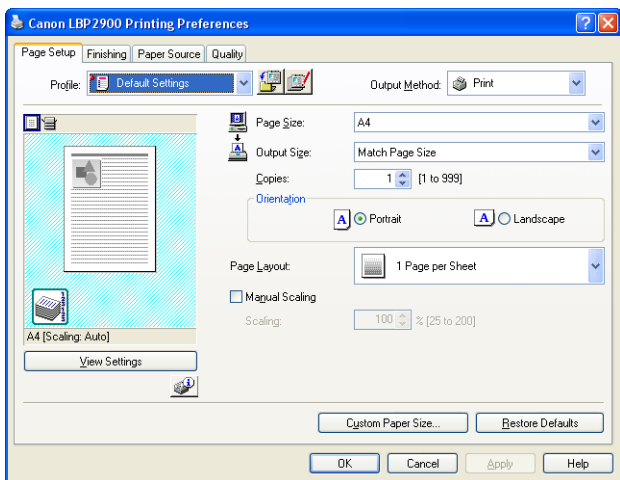 Canon LBP2900 Printing Preferences
Page Setup Finishing Paper Source Quality
Profile: Default Settings Output Method: Print
Page Size: A4
Output Size: Match Page Size
Copies: 1 [1 to 999]
Orientation
A Portrait A Landscape
Page Layout: 1 Page per Sheet
Manual Scaling
Scaling: 100 % [25 to 200]
A4 [Scaling: Auto]
View Settings
Custom Paper Size... Restore Defaults
OK Cancel Apply Help